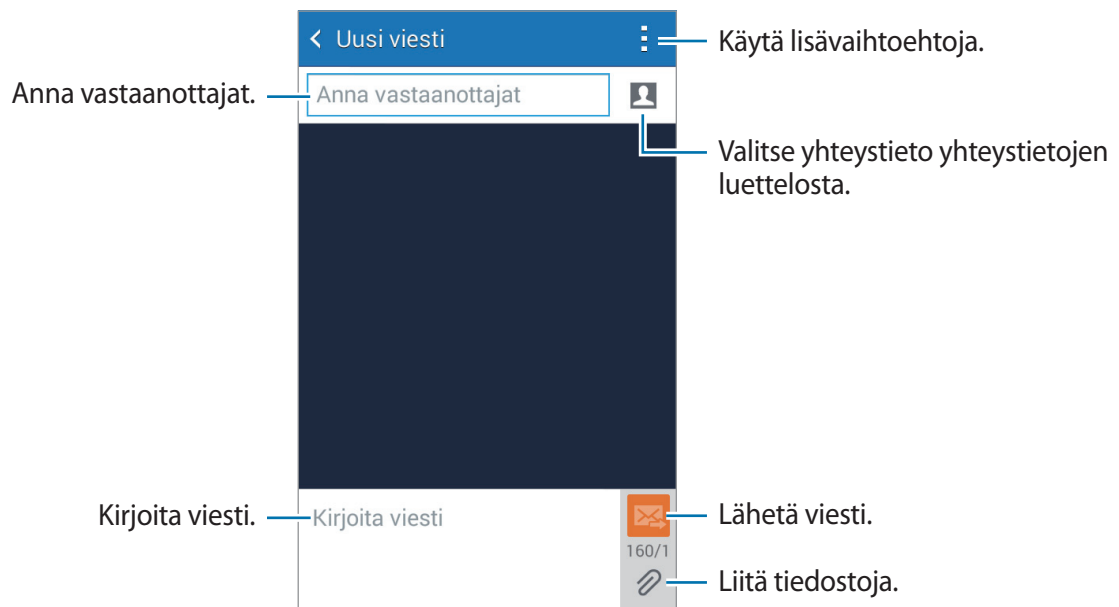 Uusi viesti
Käytä lisävaihtoehtoja.
Anna vastaanottajat.
Anna vastaanottajat
Valitse yhteystieto yhteystietojen
luettelosta.
Kirjoita viesti.
Kirjoita viesti
Lähetä viesti.
160/1
Liitä tiedostoja.